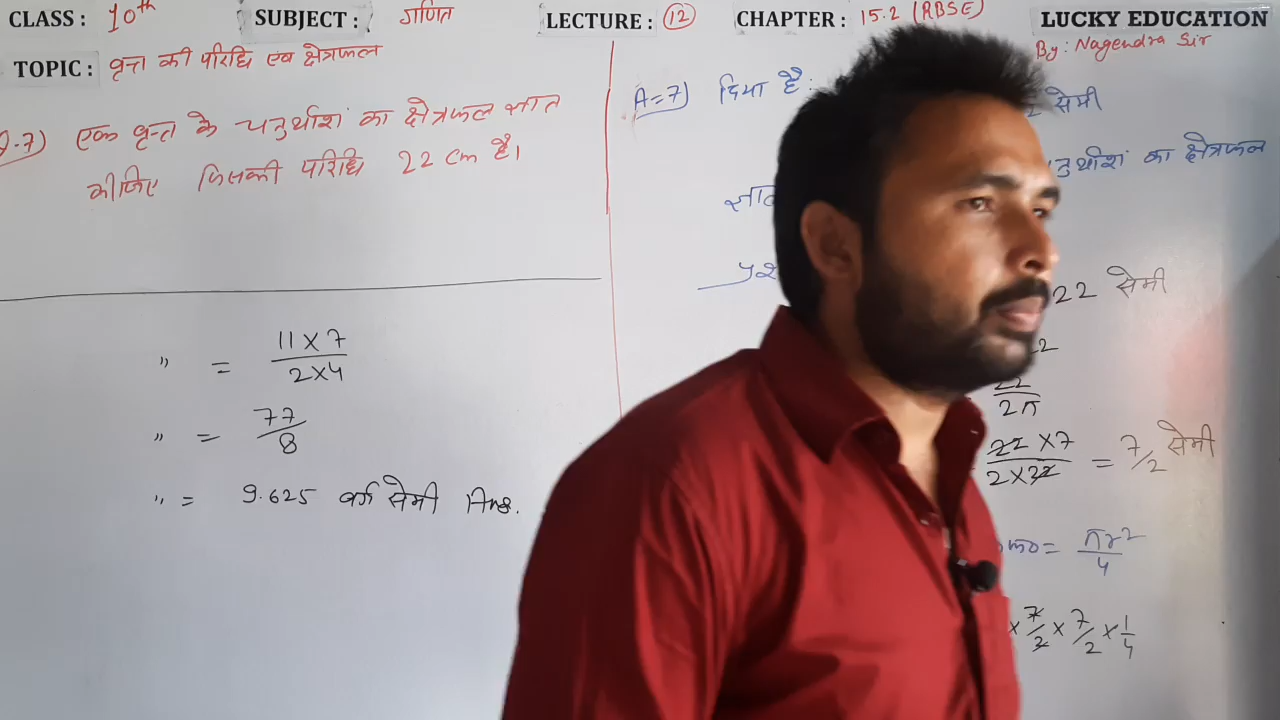 CLASS : 10th SUBJECT : गणित LECTURE : 12 CHAPTER : 15.2 (RBSE) LUCKY EDUCATION
By: Nagendra Sir
TOPIC : वृत्त की परिधि एवं क्षेत्रफल
Q.7) एक वृत्त के चतुर्थांश का क्षेत्रफल ज्ञात
कीजिए जिसकी परिधि 22 cm है।
" = 11 × 7 / 2×4
" = 77 / 8
" = 9.625 वर्ग सेमी Ans.
A=7) दिया है: सेमी
का क्षेत्रफल
22 सेमी
22 / 2π
22 × 7 / 2 × 22 = 7/2 सेमी
= πr² / 4
× 7/2 × 7/2 × 1/4